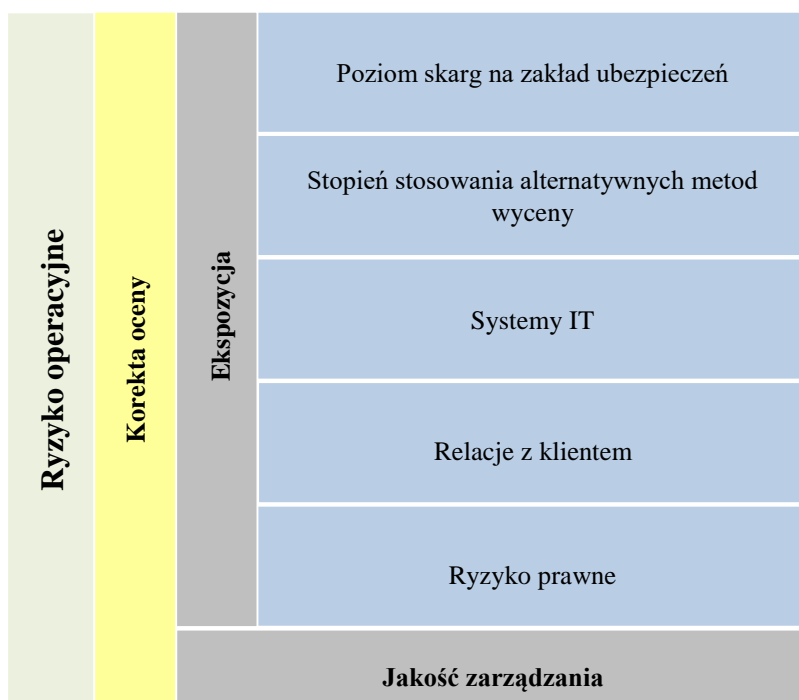 Ryzyko operacyjne
Korekta oceny
Ekspozycja
Poziom skarg na zakład ubezpieczeń
Stopień stosowania alternatywnych metod
wyceny
Systemy IT
Relacje z klientem
Ryzyko prawne
Jakość zarządzania